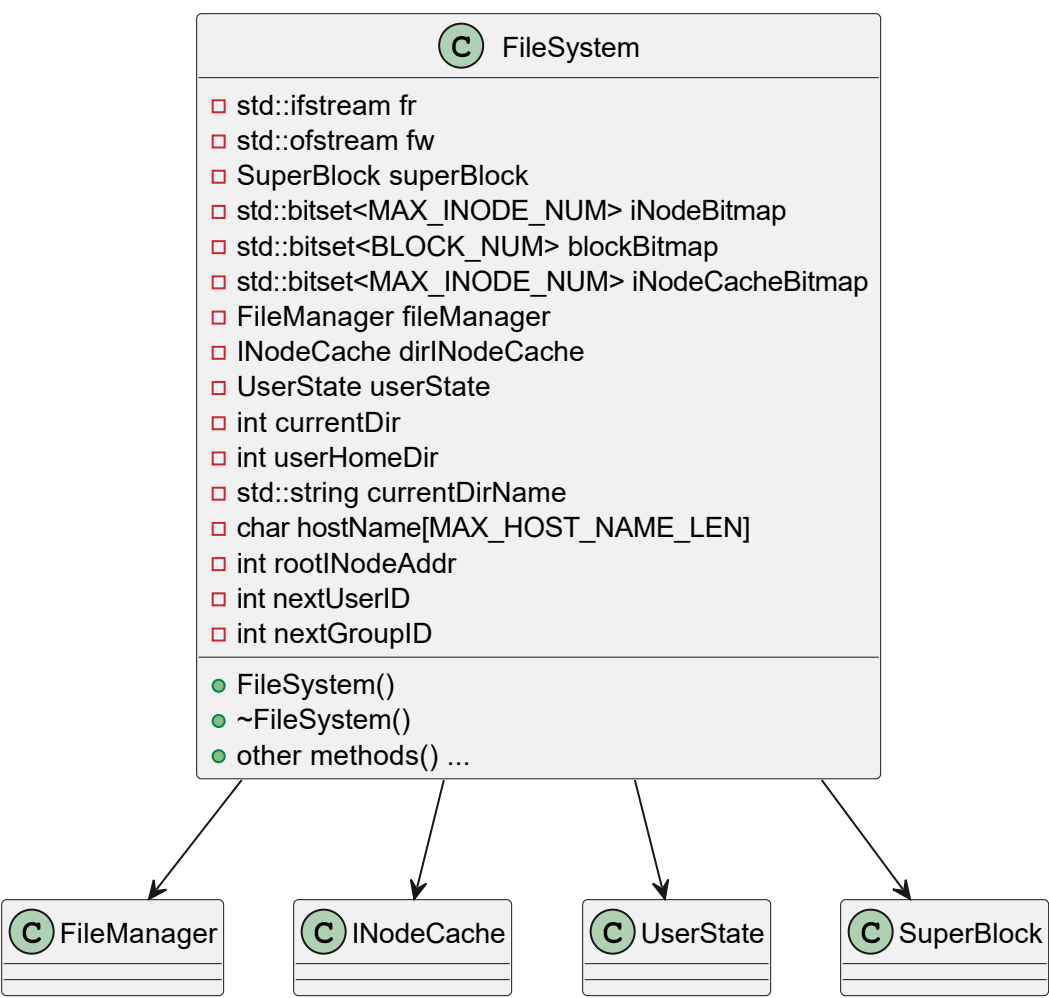 C FileSystem
std::ifstream fr
std::ofstream fw
SuperBlock superBlock
std::bitset<MAX_INODE_NUM> iNodeBitmap
std::bitset<BLOCK_NUM> blockBitmap
std::bitset<MAX_INODE_NUM> iNodeCacheBitmap
FileManager fileManager
INodeCache dirINodeCache
UserState userState
int currentDir
int userHomeDir
std::string currentDirName
char hostName[MAX_HOST_NAME_LEN]
int rootINodeAddr
int nextUserID
int nextGroupID
FileSystem()
~FileSystem()
other methods() ...
C FileManager
C INodeCache
C UserState
C SuperBlock